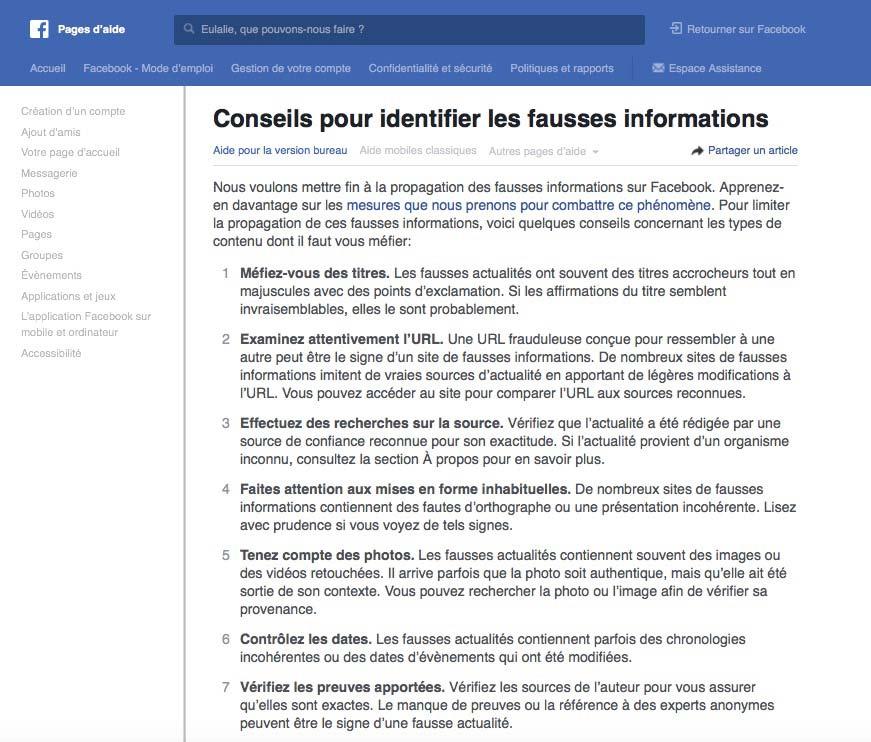 Pages d'aide
Eulalie, que pouvons-nous faire ?
Retourner sur Facebook
Accueil Facebook - Mode d'emploi Gestion de votre compte Confidentialité et sécurité Politiques et rapports Espace Assistance
Création d'un compte
Ajout d'amis
Votre page d'accueil
Messagerie
Photos
Vidéos
Pages
Groupes
Évènements
Applications et jeux
L'application Facebook sur
mobile et ordinateur
Accessibilité
Conseils pour identifier les fausses informations
Aide pour la version bureau Aide mobiles classiques Autres pages d'aide Partager un article
Nous voulons mettre fin à la propagation des fausses informations sur Facebook. Apprenez-
en davantage sur les mesures que nous prenons pour combattre ce phénomène. Pour limiter
la propagation de ces fausses informations, voici quelques conseils concernant les types de
contenu dont il faut vous méfier:
1 Méfiez-vous des titres. Les fausses actualités ont souvent des titres accrocheurs tout en
majuscules avec des points d'exclamation. Si les affirmations du titre semblent
invraisemblables, elles le sont probablement.
2 Examinez attentivement l'URL. Une URL frauduleuse conçue pour ressembler à une
autre peut être le signe d'un site de fausses informations. De nombreux sites de fausses
informations imitent de vraies sources d'actualité en apportant de légères modifications à
l'URL. Vous pouvez accéder au site pour comparer l'URL aux sources reconnues.
3 Effectuez des recherches sur la source. Vérifiez que l'actualité a été rédigée par une
source de confiance reconnue pour son exactitude. Si l'actualité provient d'un organisme
inconnu, consultez la section À propos pour en savoir plus.
4 Faites attention aux mises en forme inhabituelles. De nombreux sites de fausses
informations contiennent des fautes d'orthographe ou une présentation incohérente. Lisez
avec prudence si vous voyez de tels signes.
5 Tenez compte des photos. Les fausses actualités contiennent souvent des images ou
des vidéos retouchées. Il arrive parfois que la photo soit authentique, mais qu'elle ait été
sortie de son contexte. Vous pouvez rechercher la photo ou l'image afin de vérifier sa
provenance.
6 Contrôlez les dates. Les fausses actualités contiennent parfois des chronologies
incohérentes ou des dates d'évènements qui ont été modifiées.
7 Vérifiez les preuves apportées. Vérifiez les sources de l'auteur pour vous assurer
qu'elles sont exactes. Le manque de preuves ou la référence à des experts anonymes
peuvent être le signe d'une fausse actualité.